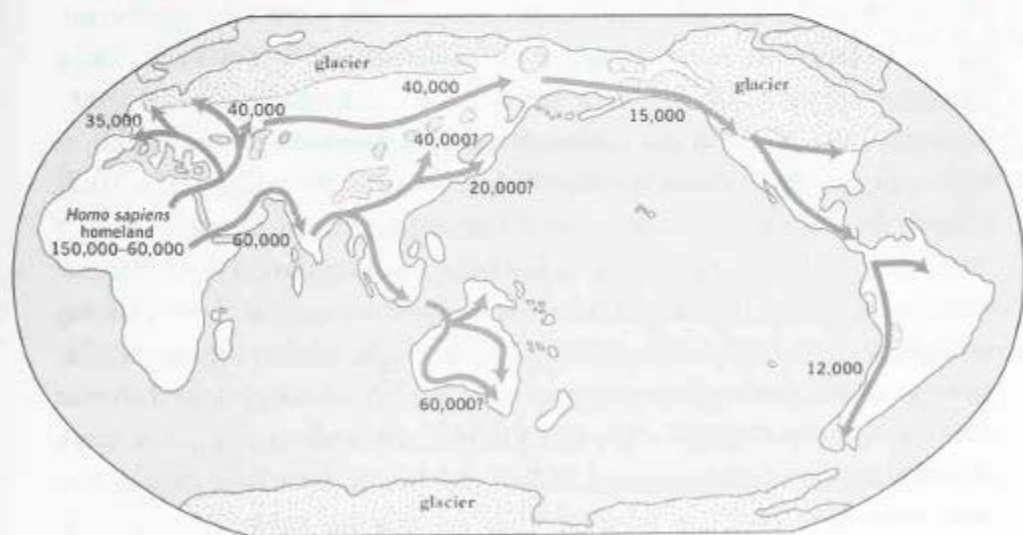 glacier
glacier
40,000
40,000
35,000
15,000
40,000?
20,000?
Homo sapiens
homeland
150,000–60,000
60,000
12,000
60,000?
glacier